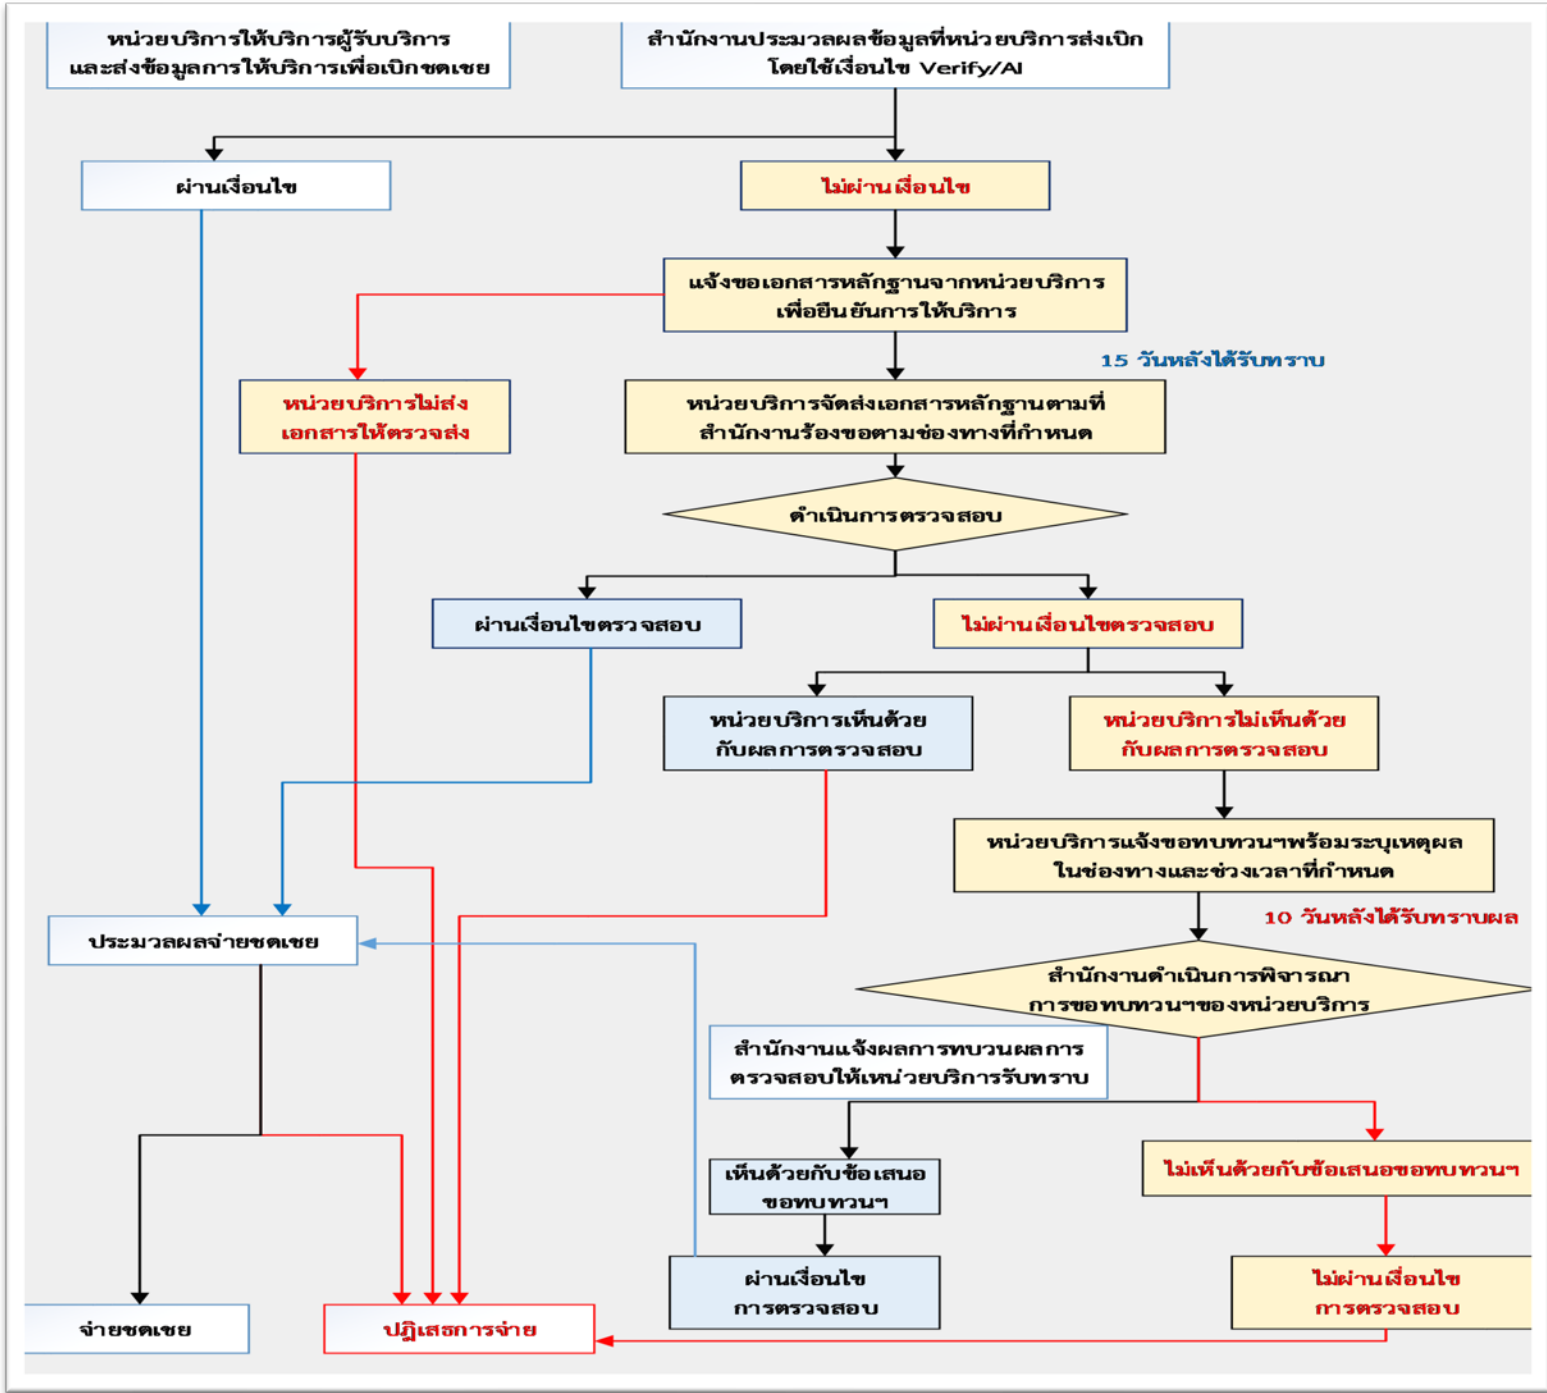 หน่วยบริการให้บริการผู้รับบริการ
และส่งข้อมูลการให้บริการเพื่อเบิกชดเชย
สำนักงานประมวลผลข้อมูลที่หน่วยบริการส่งเบิก
โดยใช้เงื่อนไข Verify/AI
ผ่านเงื่อนไข
ไม่ผ่านเงื่อนไข
แจ้งขอเอกสารหลักฐานจากหน่วยบริการ
เพื่อยืนยันการให้บริการ
15 วันหลังได้รับทราบ
หน่วยบริการไม่ส่ง
เอกสารให้ตรวจส่ง
หน่วยบริการจัดส่งเอกสารหลักฐานตามที่
สำนักงานร้องขอตามช่องทางที่กำหนด
ดำเนินการตรวจสอบ
ผ่านเงื่อนไขตรวจสอบ
ไม่ผ่านเงื่อนไขตรวจสอบ
หน่วยบริการเห็นด้วย
กับผลการตรวจสอบ
หน่วยบริการไม่เห็นด้วย
กับผลการตรวจสอบ
หน่วยบริการแจ้งขอทบทวนฯพร้อมระบุเหตุผล
ในช่องทางและช่วงเวลาที่กำหนด
10 วันหลังได้รับทราบผล
ประมวลผลจ่ายชดเชย
สำนักงานดำเนินการพิจารณา
การขอทบทวนฯของหน่วยบริการ
สำนักงานแจ้งผลการทบวนผลการ
ตรวจสอบให้เหน่วยบริการรับทราบ
เห็นด้วยกับข้อเสนอ
ขอทบทวนฯ
ไม่เห็นด้วยกับข้อเสนอขอทบทวนฯ
ผ่านเงื่อนไข
การตรวจสอบ
ไม่ผ่านเงื่อนไข
การตรวจสอบ
จ่ายชดเชย
ปฏิเสธการจ่าย